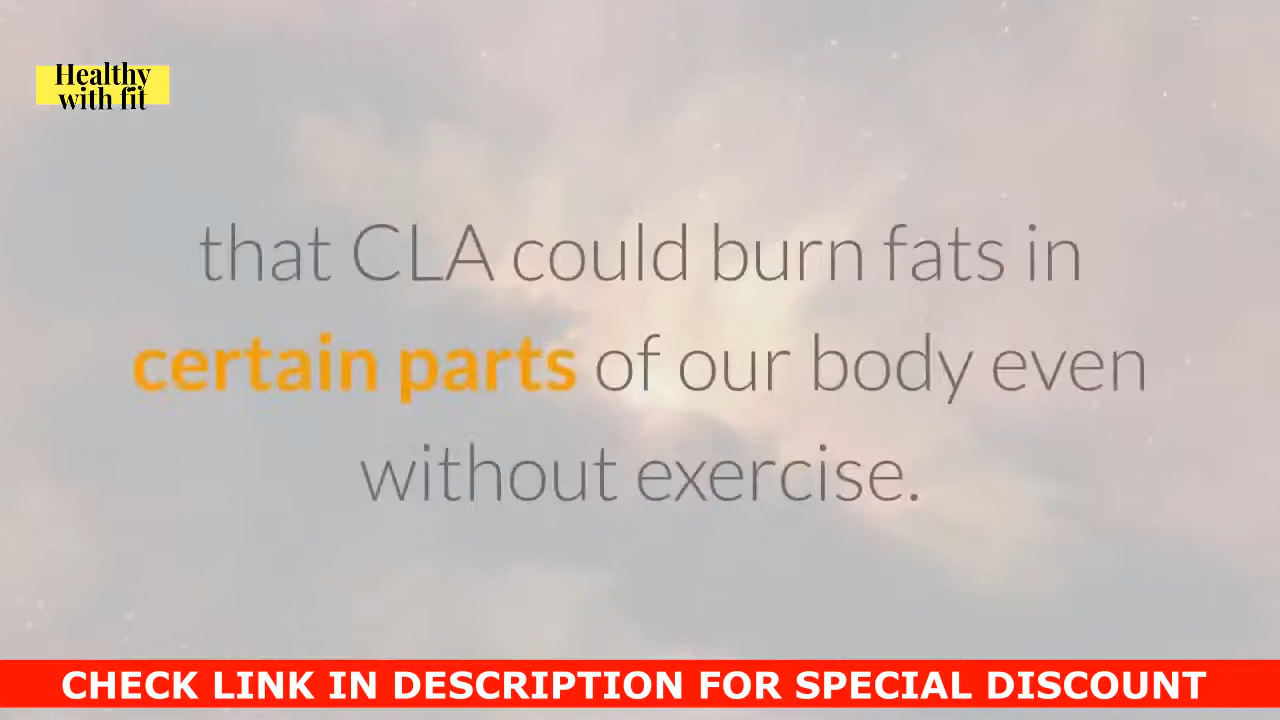 Healthy
with fit
that CLA could burn fats in
certain parts of our body even
without exercise.
CHECK LINK IN DESCRIPTION FOR SPECIAL DISCOUNT